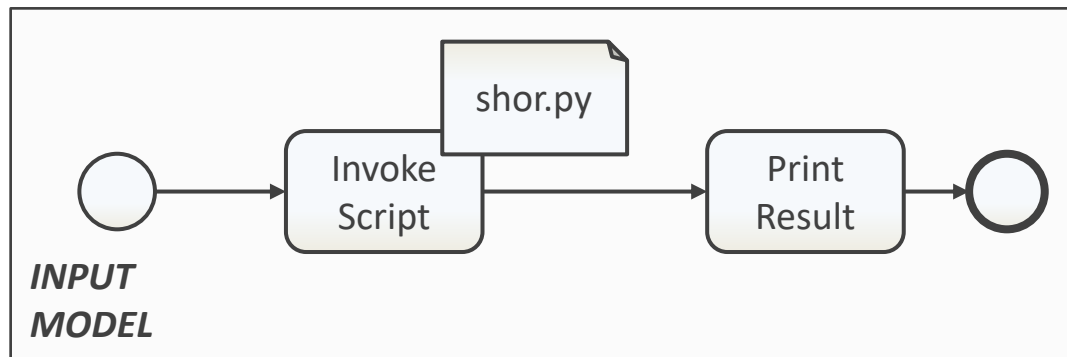 shor.py
Invoke
Script
Print
Result
INPUT
MODEL